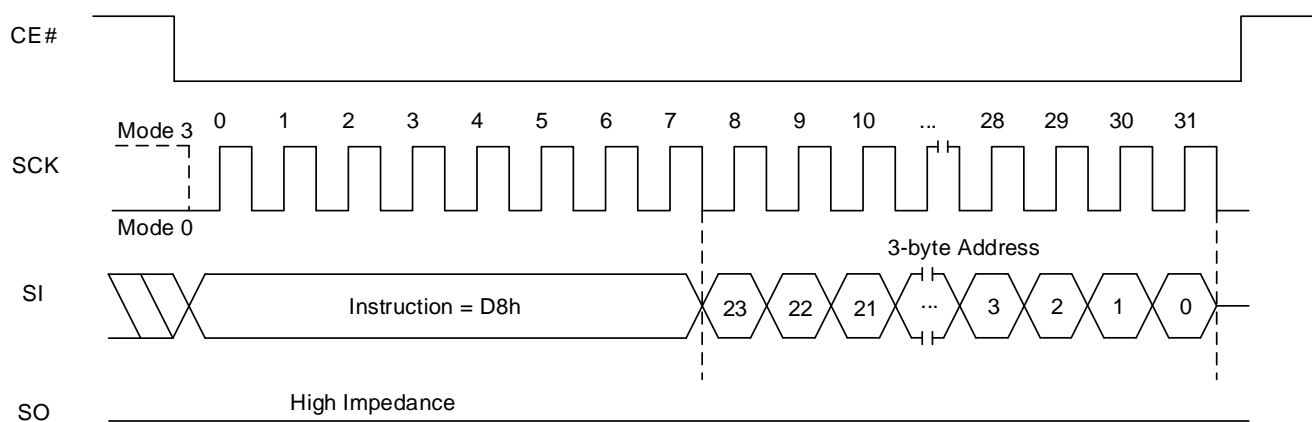 CE#
0 1 2 3 4 5 6 7 8 9 10 ... 28 29 30 31
Mode 3
SCK
Mode 0
3-byte Address
SI
Instruction = D8h 23 22 21 ... 3 2 1 0
High Impedance
SO